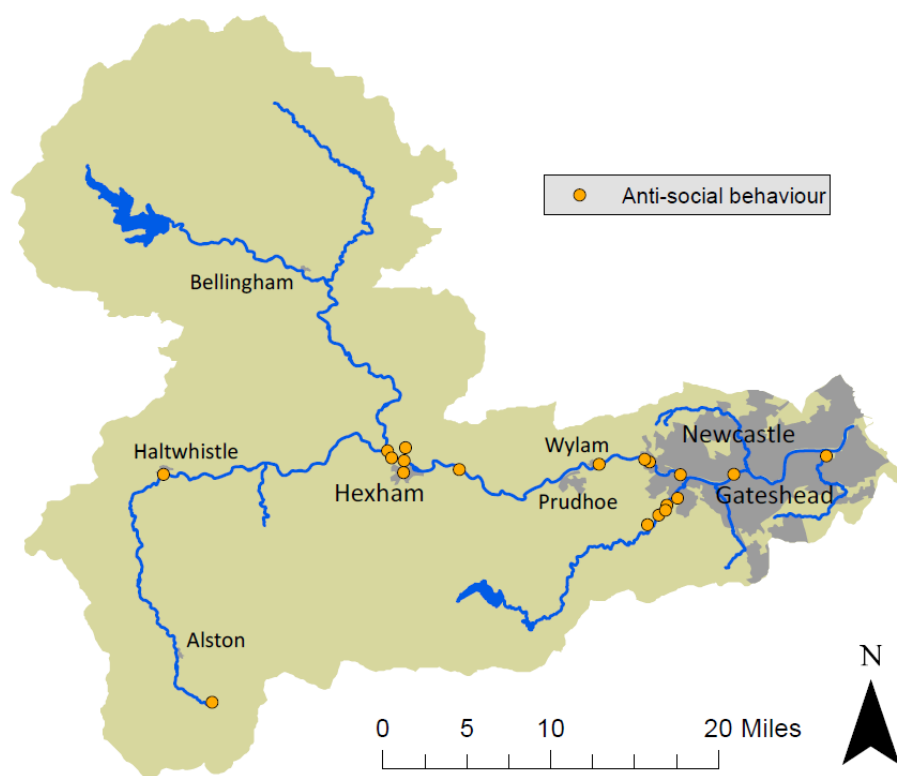 Anti-social behaviour
Bellingham
Newcastle
Haltwhistle
Wylam
Hexham
Prudhoe
Gateshead
Alston
N
0 5 10 20 Miles